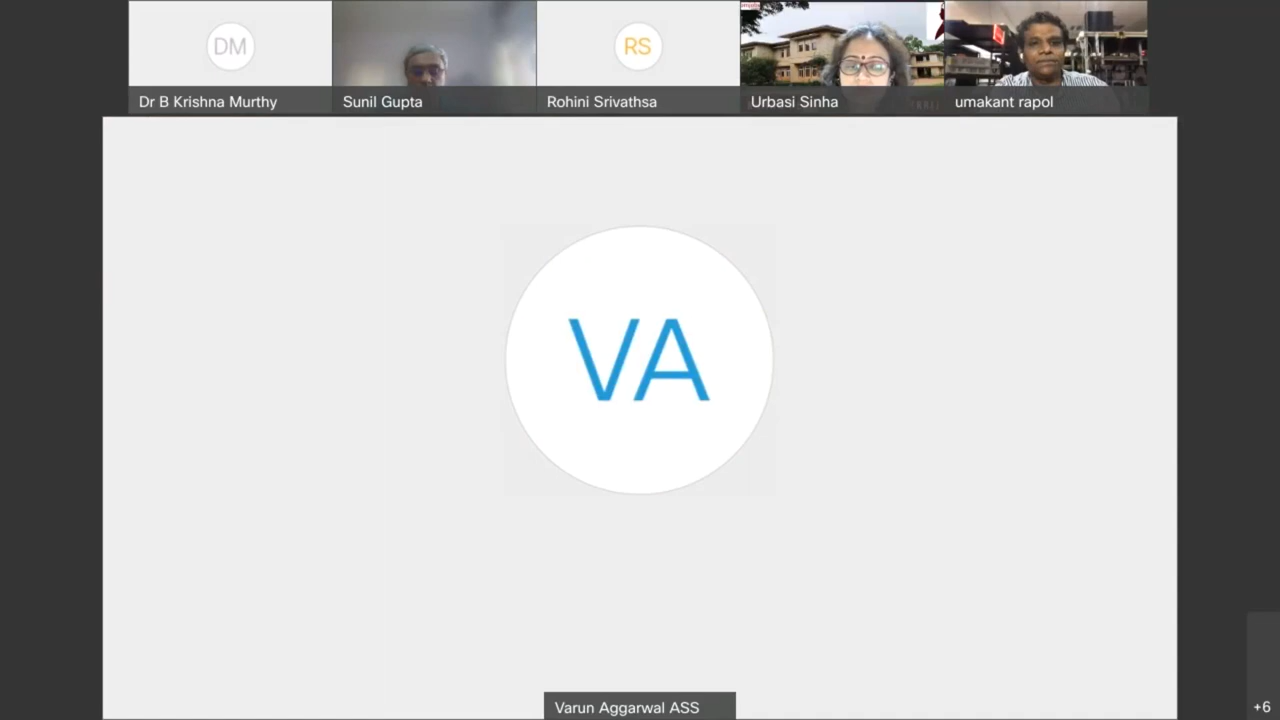 DM
RS
Dr B Krishna Murthy
Sunil Gupta
Rohini Srivathsa
Urbasi Sinha
umakant rapol
VA
Varun Aggarwal ASS
+6